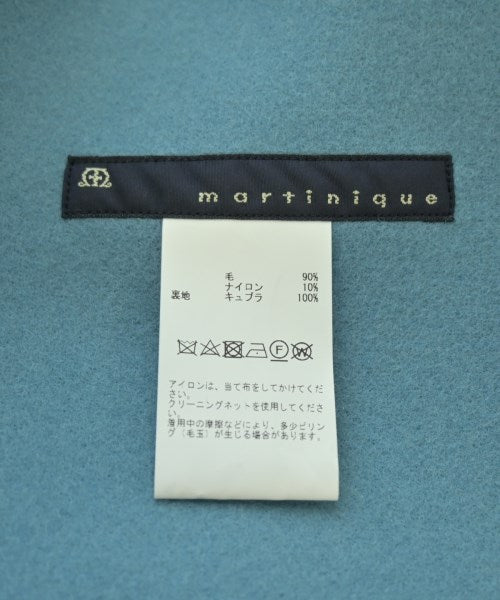 martinique
毛 90%
ナイロン 10%
裏地 キュプラ 100%
アイロンは、当て布をしてかけてくだ
さい。
クリーニングネットを使用してくださ
い。
着用中の摩擦などにより、多少ピリン
グ（毛玉）が生じる場合があります。